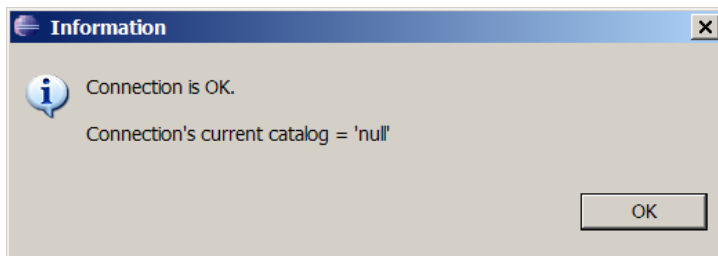 Information
Connection is OK.
Connection's current catalog = 'null'
OK